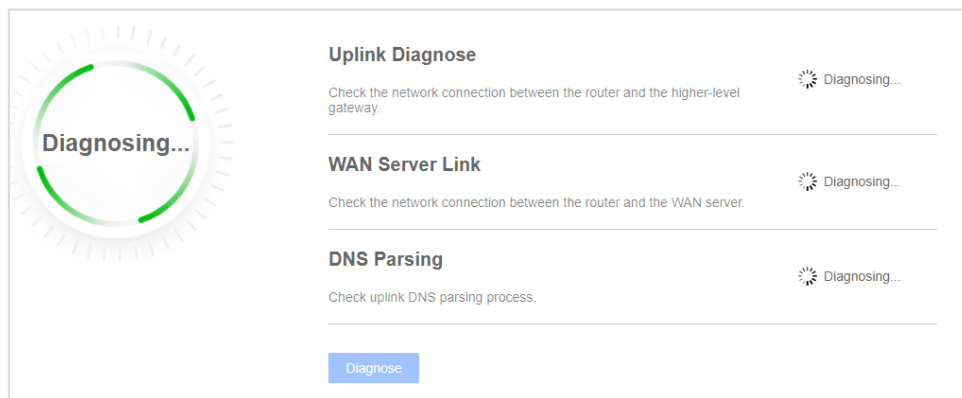 Diagnosing...
Uplink Diagnose
Check the network connection between the router and the higher-level
gateway.
Diagnosing...
WAN Server Link
Check the network connection between the router and the WAN server.
Diagnosing...
DNS Parsing
Check uplink DNS parsing process.
Diagnosing...
Diagnose